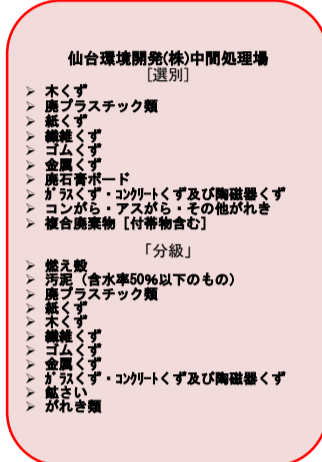 仙台環境開発(株)中間処理場
[選別]
➢ 木くず
➢ 廃プラスチック類
➢ 紙くず
➢ 繊維くず
➢ ゴムくず
➢ 金属くず
➢ 廃石膏ボード
➢ ガラスくず・コンクリートくず及び陶磁器くず
➢ コンがら・アスがら・その他がれき
➢ 複合廃棄物［付帯物含む］
「分級」
➢ 燃え殻
➢ 汚泥（含水率50%以下のもの）
➢ 廃プラスチック類
➢ 紙くず
➢ 木くず
➢ 繊維くず
➢ ゴムくず
➢ 金属くず
➢ ガラスくず・コンクリートくず及び陶磁器くず
➢ 鉱さい
➢ がれき類